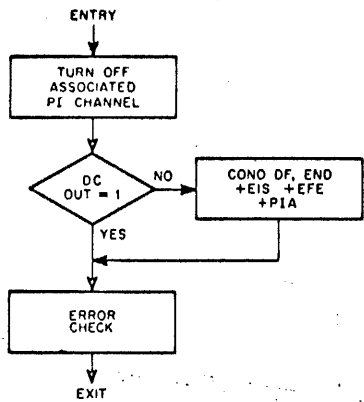 ENTRY
TURN OFF
ASSOCIATED
PI CHANNEL
DC
OUT = 1
NO
YES
CONO DF, END
+EIS +EFE
+PIA
ERROR
CHECK
EXIT